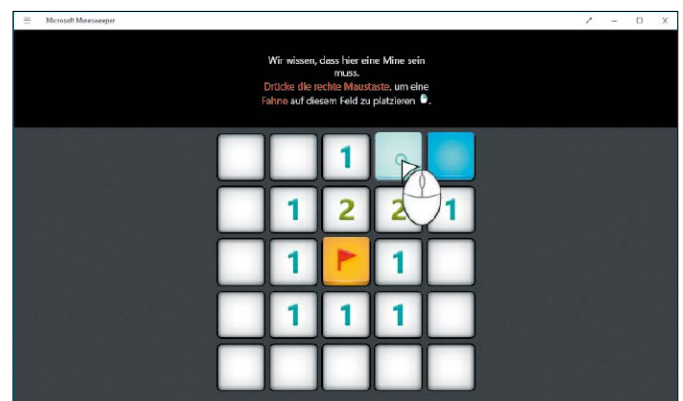 Microsoft Minesweeper
Wir wissen, dass hier eine Mine sein
muss.
Drücke die rechte Maustaste, um eine
Fahne auf diesem Feld zu platzieren.
1
1 2 2 1
1 1
1 1 1